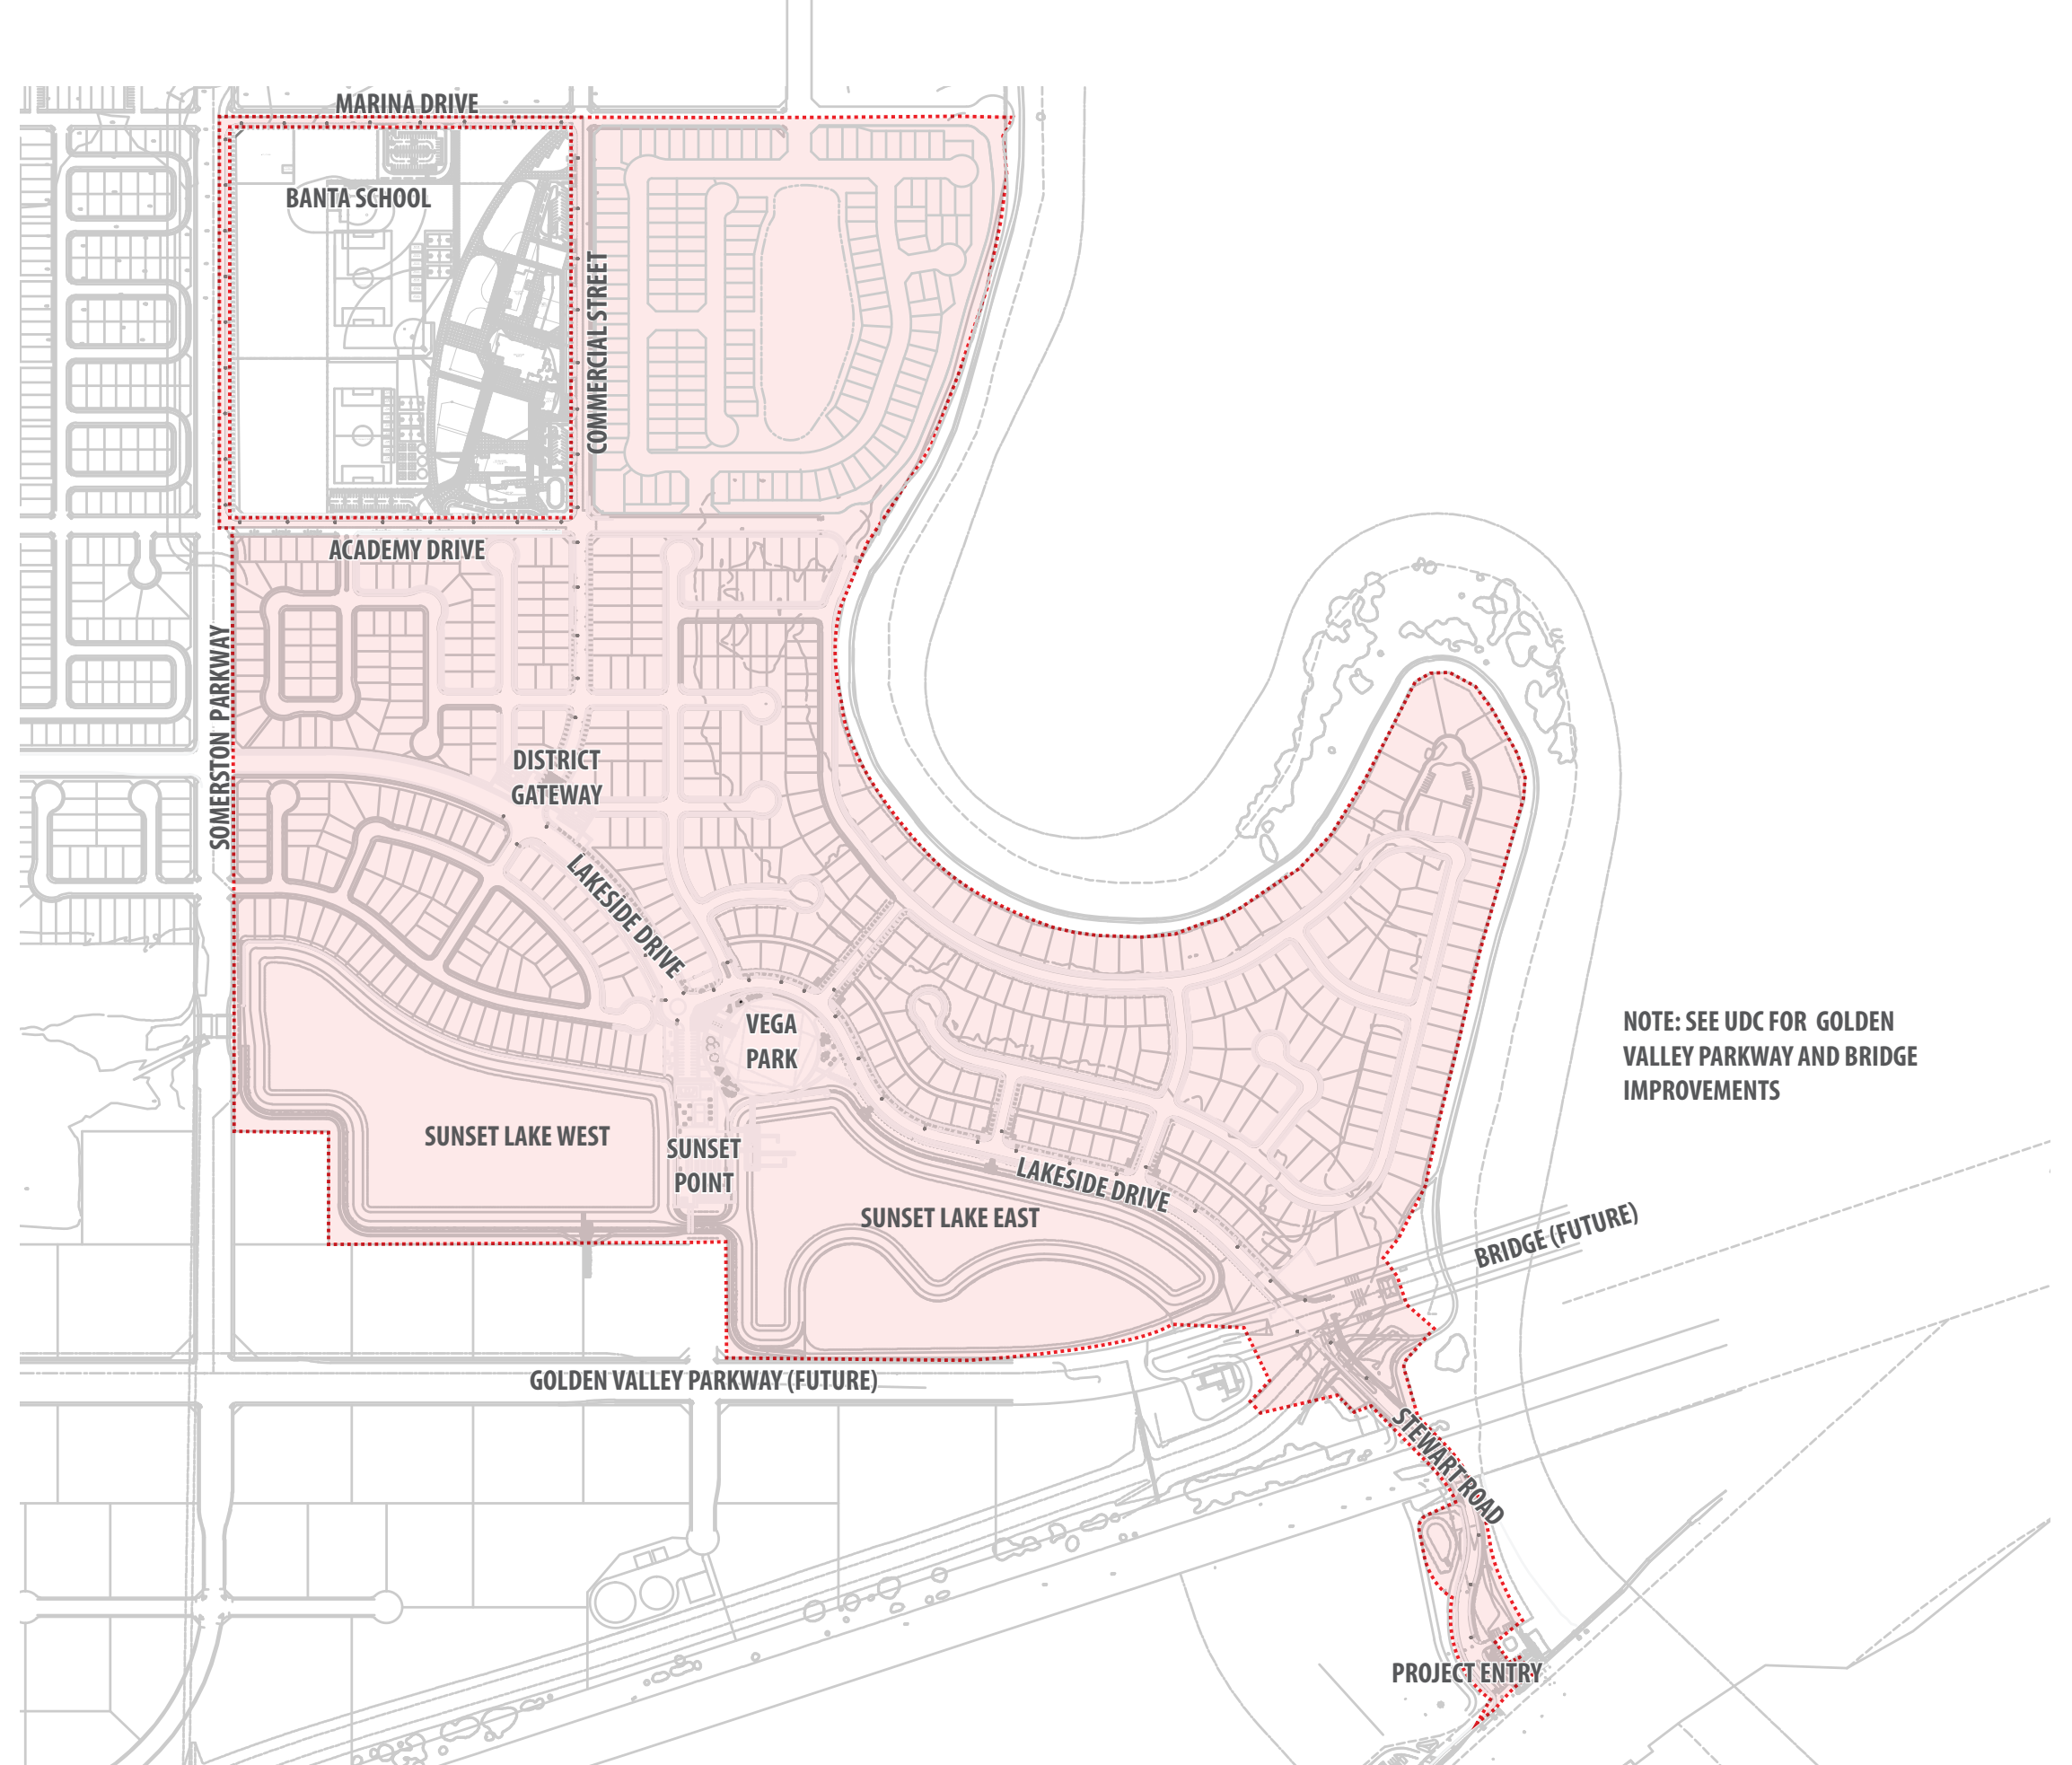 MARINA DRIVE
BANTA SCHOOL
COMMERCIAL STREET
ACADEMY DRIVE
SOMERSTON PARKWAY
DISTRICT
GATEWAY
LAKESIDE DRIVE
VEGA
PARK
NOTE: SEE UDC FOR GOLDEN
VALLEY PARKWAY AND BRIDGE
IMPROVEMENTS
SUNSET LAKE WEST
SUNSET
POINT
LAKESIDE DRIVE
SUNSET LAKE EAST
BRIDGE (FUTURE)
GOLDEN VALLEY PARKWAY (FUTURE)
STEWART ROAD
PROJECT ENTRY